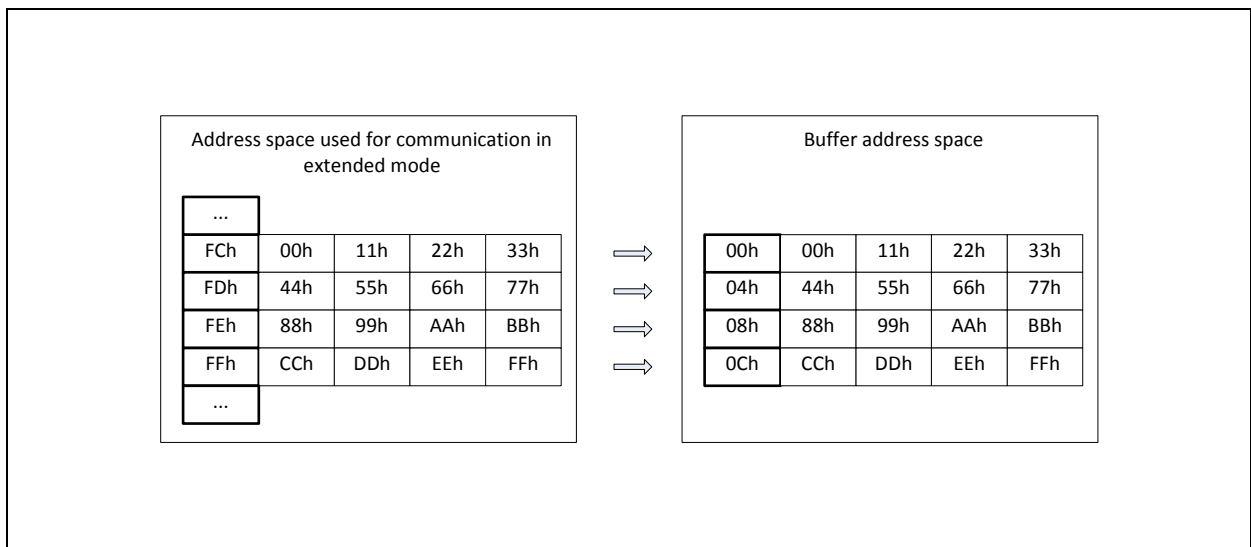 Address space used for communication in
extended mode
...
FCh 00h 11h 22h 33h
FDh 44h 55h 66h 77h
FEh 88h 99h AAh BBh
FFh CCh DDh EEh FFh
...
Buffer address space
00h 00h 11h 22h 33h
04h 44h 55h 66h 77h
08h 88h 99h AAh BBh
0Ch CCh DDh EEh FFh